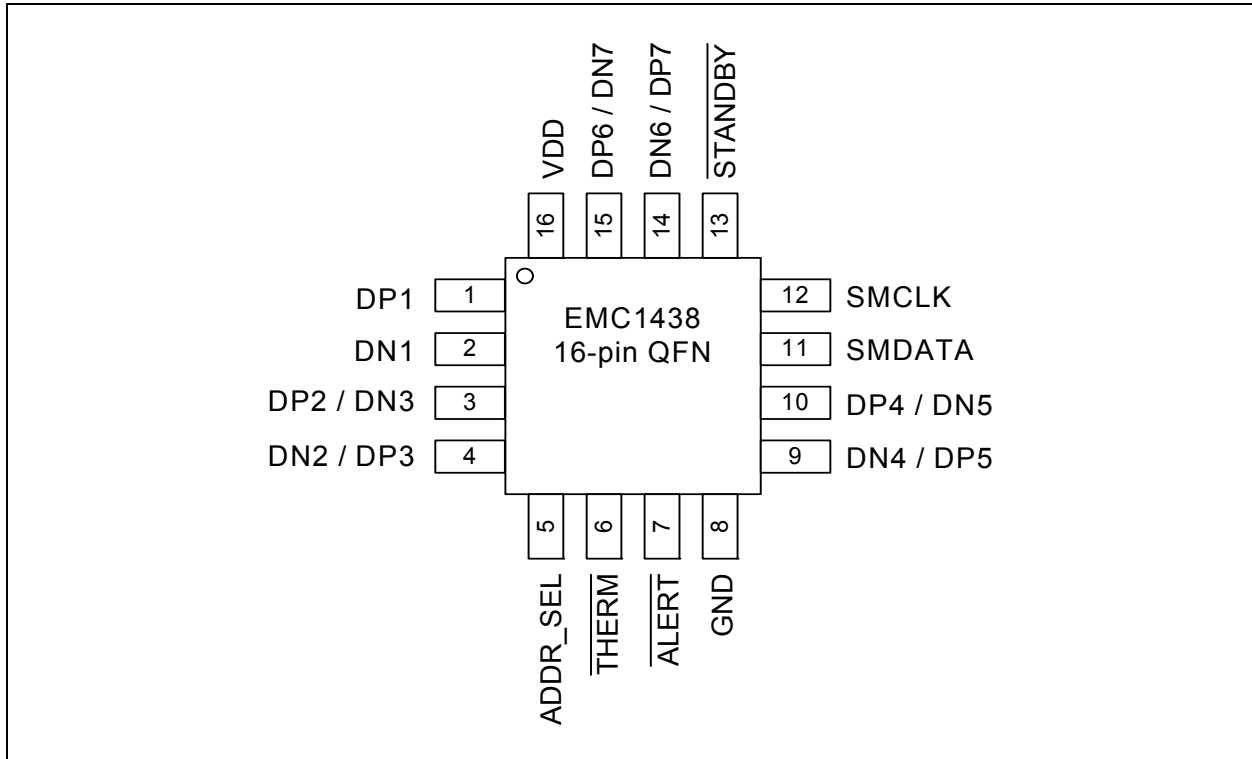 VDD
DP6 / DN7
DN6 / DP7
STANDBY
16
15
14
13
DP1
1
DN1
2
DP2 / DN3
3
DN2 / DP3
4
EMC1438
16-pin QFN
12
SMCLK
11
SMDATA
10
DP4 / DN5
9
DN4 / DP5
5
6
7
8
ADDR_SEL
THERM
ALERT
GND